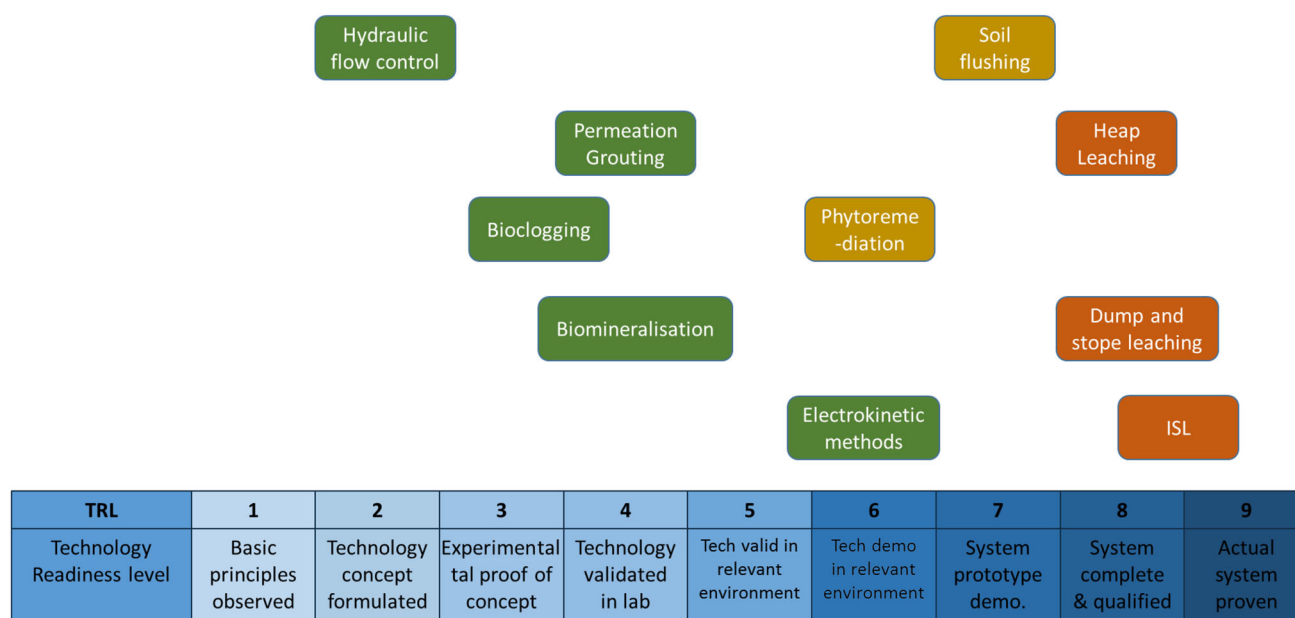 Hydraulic
flow control
Soil
flushing
Permeation
Grouting
Heap
Leaching
Bioclogging
Phytoreme
-diation
Biomineralisation
Dump and
stope leaching
Electrokinetic
methods
ISL
TRL 1 2 3 4 5 6 7 8 9
Technology
Readiness level
Basic
principles
observed
Technology
concept
formulated
Experimental
tal proof of
concept
Technology
validated
in lab
Tech valid in
relevant
environment
Tech demo
in relevant
environment
System
prototype
demo.
System
complete
& qualified
Actual
system
proven